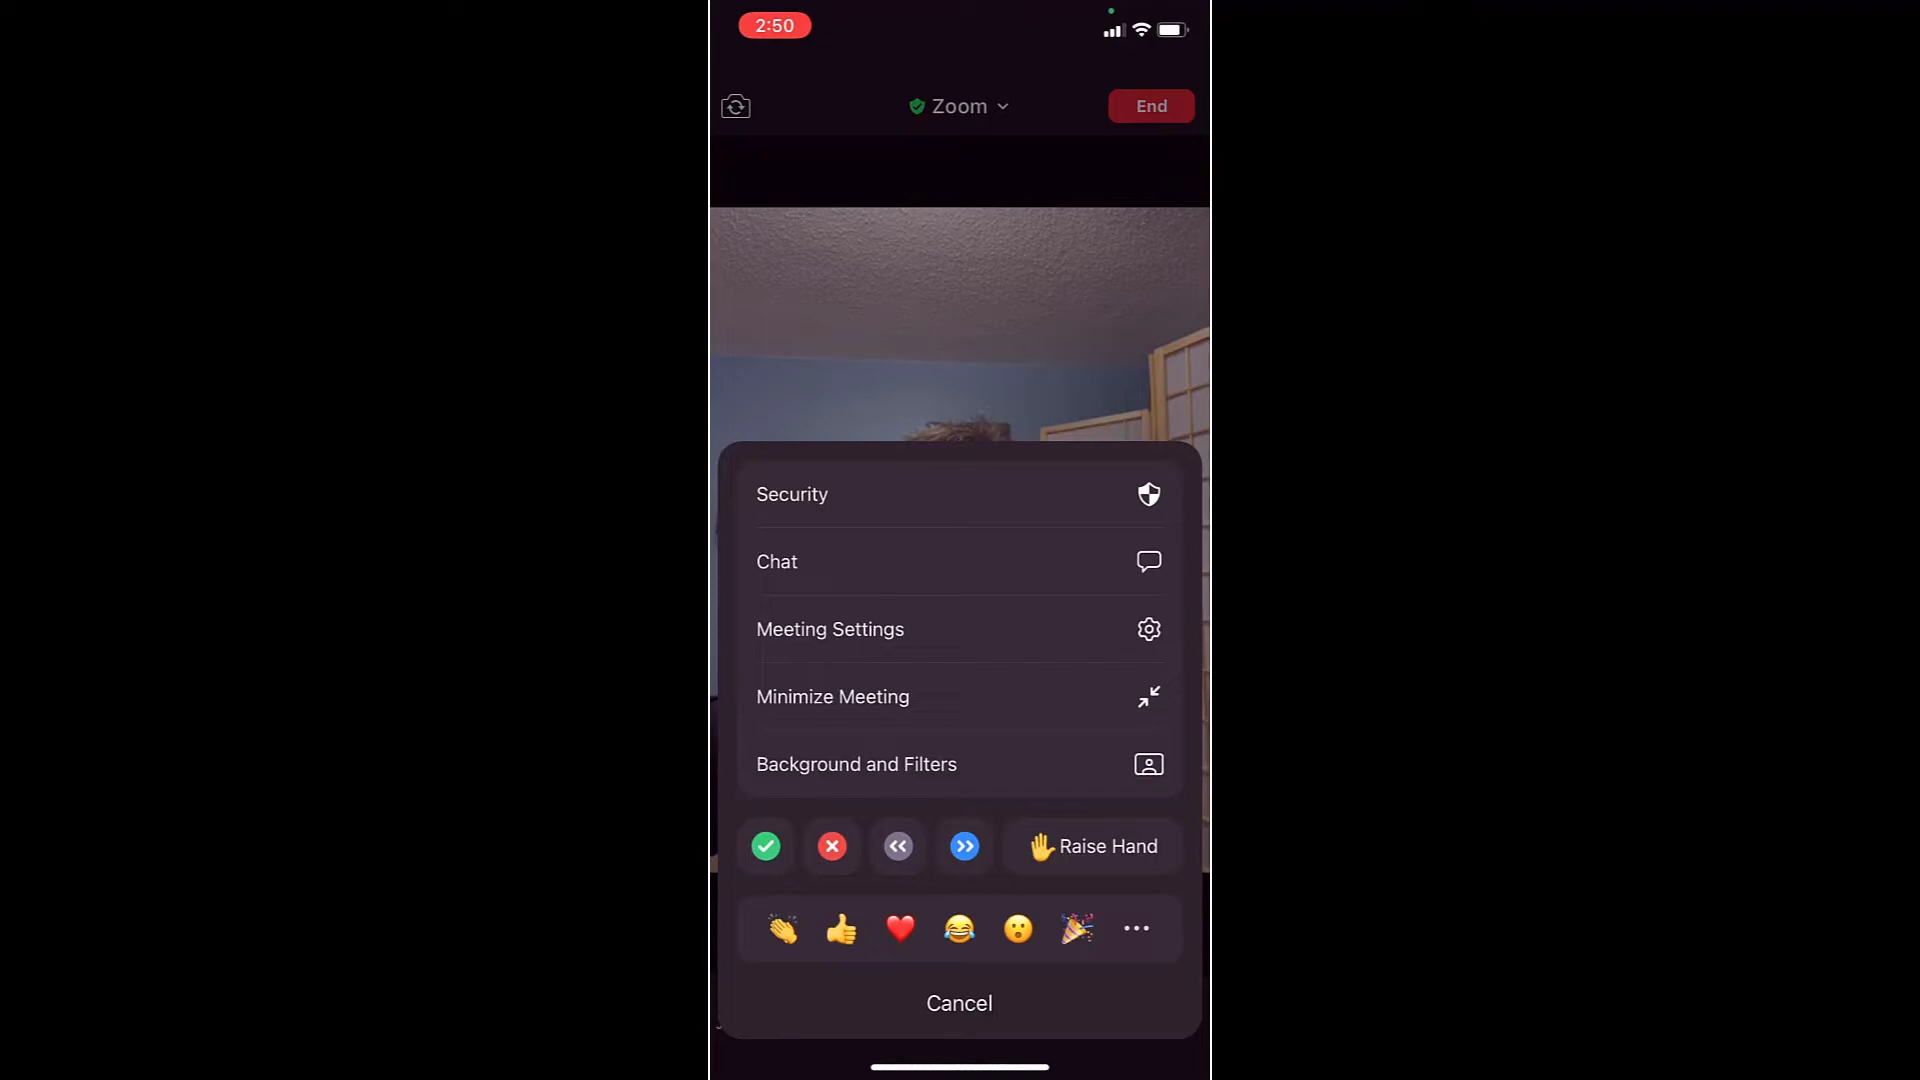 2:50
Zoom
End
Security
Chat
Meeting Settings
Minimize Meeting
Background and Filters
Raise Hand
Cancel